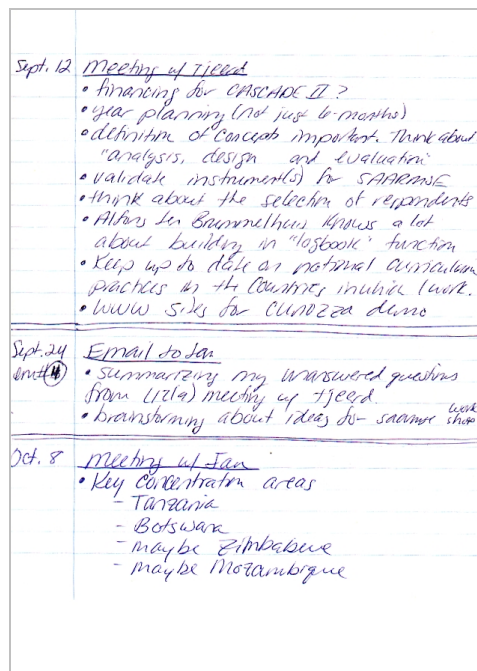 Sept. 12 Meeting w/ Tjeerd
• financing for CASCADE II?
• year planning (not just 6-months)
• definition of concepts important. Think about
"analysis, design and evaluation"
• validate instrument(s) for SAARMSE
• think about the selection of respondents
• Alfons ten Brummelhuis knows a lot
about building in "logbook" function
• Keep up to date on national curriculum
practices in the countries in which I work.
• WWW sites for CUNOZZA demo
Sept. 24 Email to Jan
• summarizing my unanswered questions
from (12/9) meeting w/ Tjeerd
• brainstorming about ideas for saarmse work
shop
Oct. 8 Meeting w/ Jan
• Key concentration areas
- Tanzania
- Botswana
- maybe Zimbabwe
- maybe Mozambique